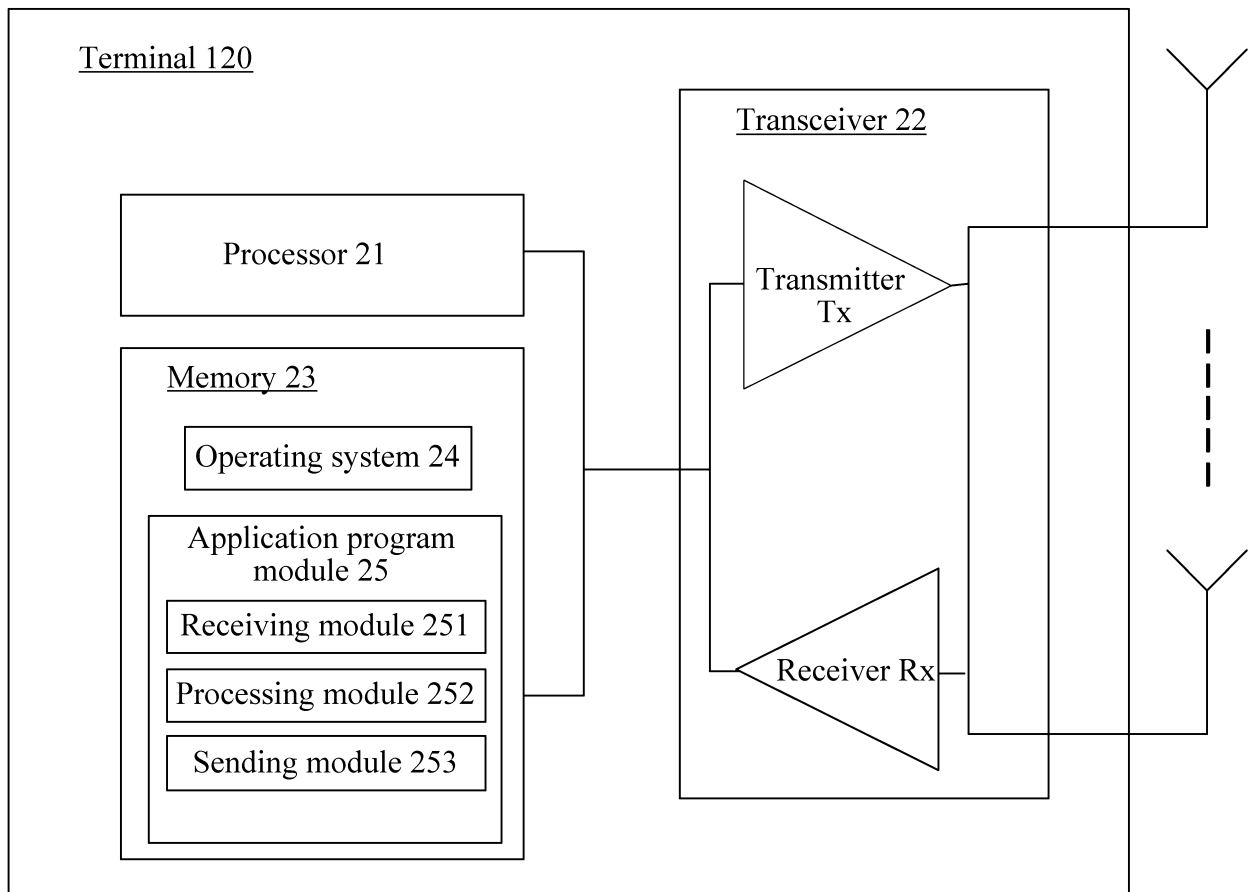 Terminal 120
Transceiver 22
Transmitter
Tx
Processor 21
Memory 23
Operating system 24
Application program
module 25
Receiving module 251
Processing module 252
Sending module 253
Receiver Rx